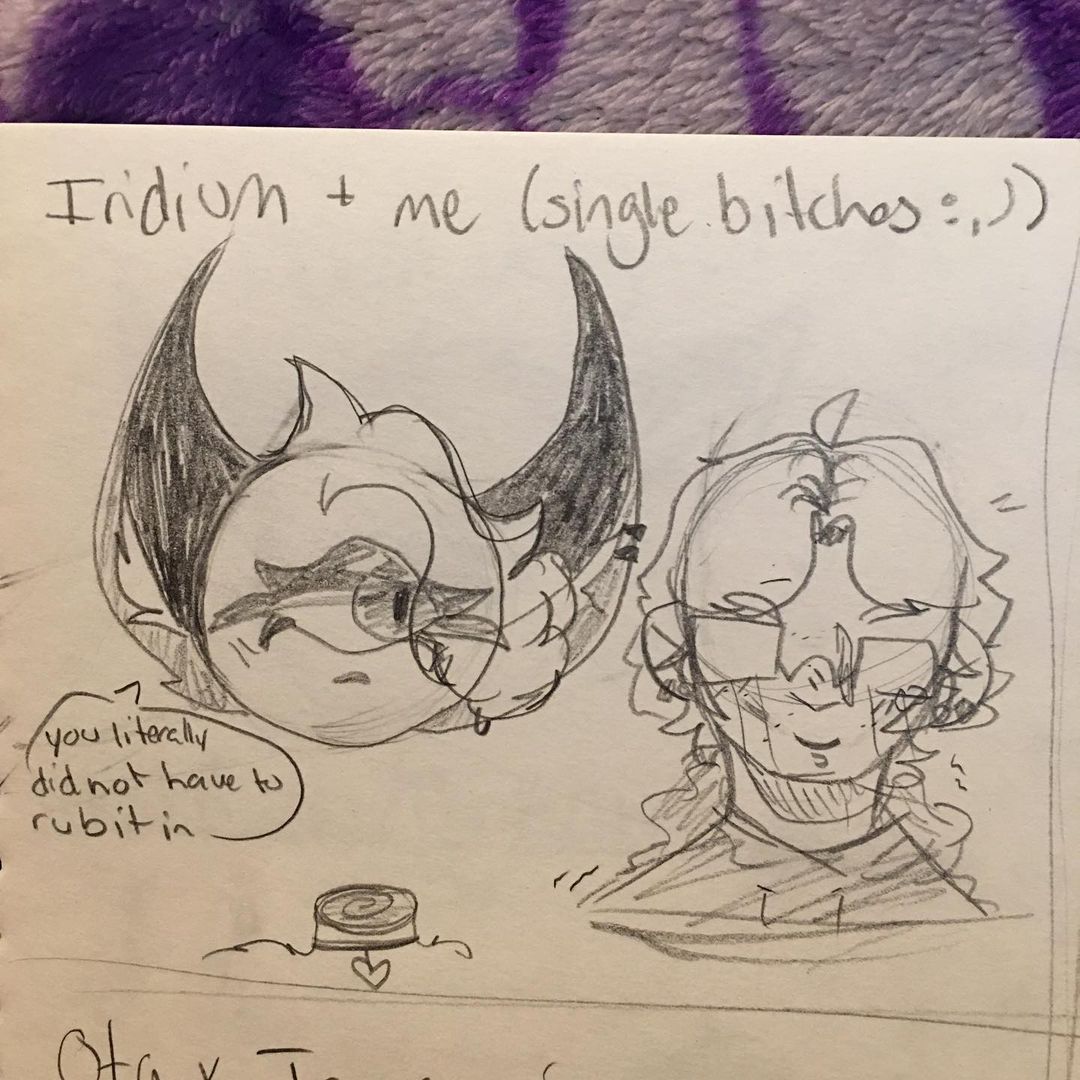 Iridium + me (single bitches :,))
you literally
did not have to
rub it in